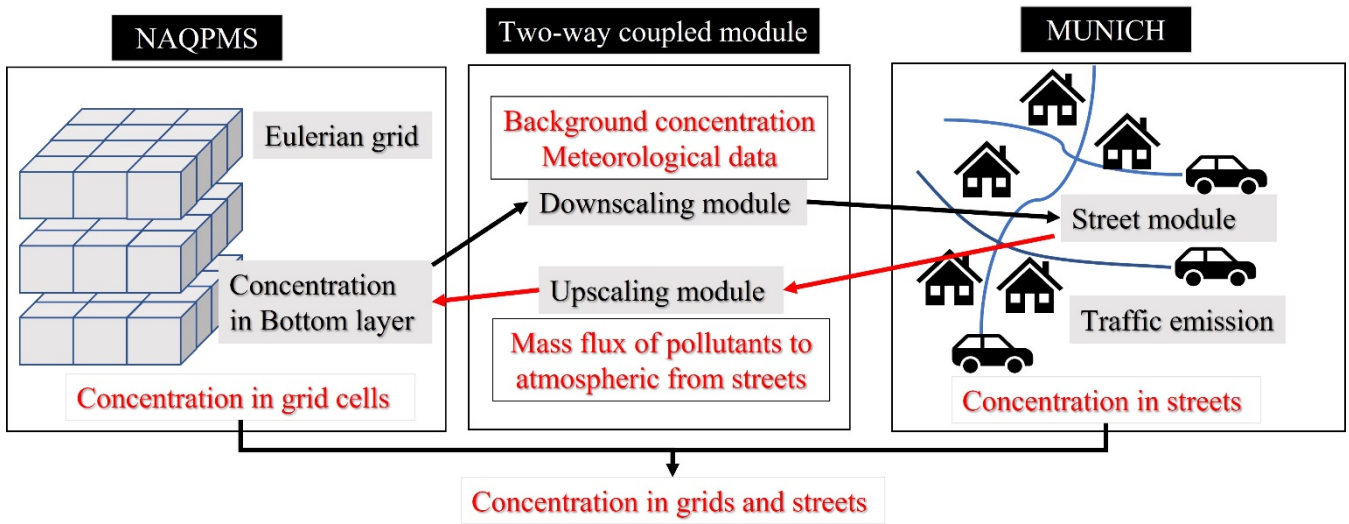 NAQPMS
Eulerian grid
Concentration
in Bottom layer
Concentration in grid cells
Two-way coupled module
Background concentration
Meteorological data
Downscaling module
Upscaling module
Mass flux of pollutants to
atmospheric from streets
MUNICH
Street module
Traffic emission
Concentration in streets
Concentration in grids and streets